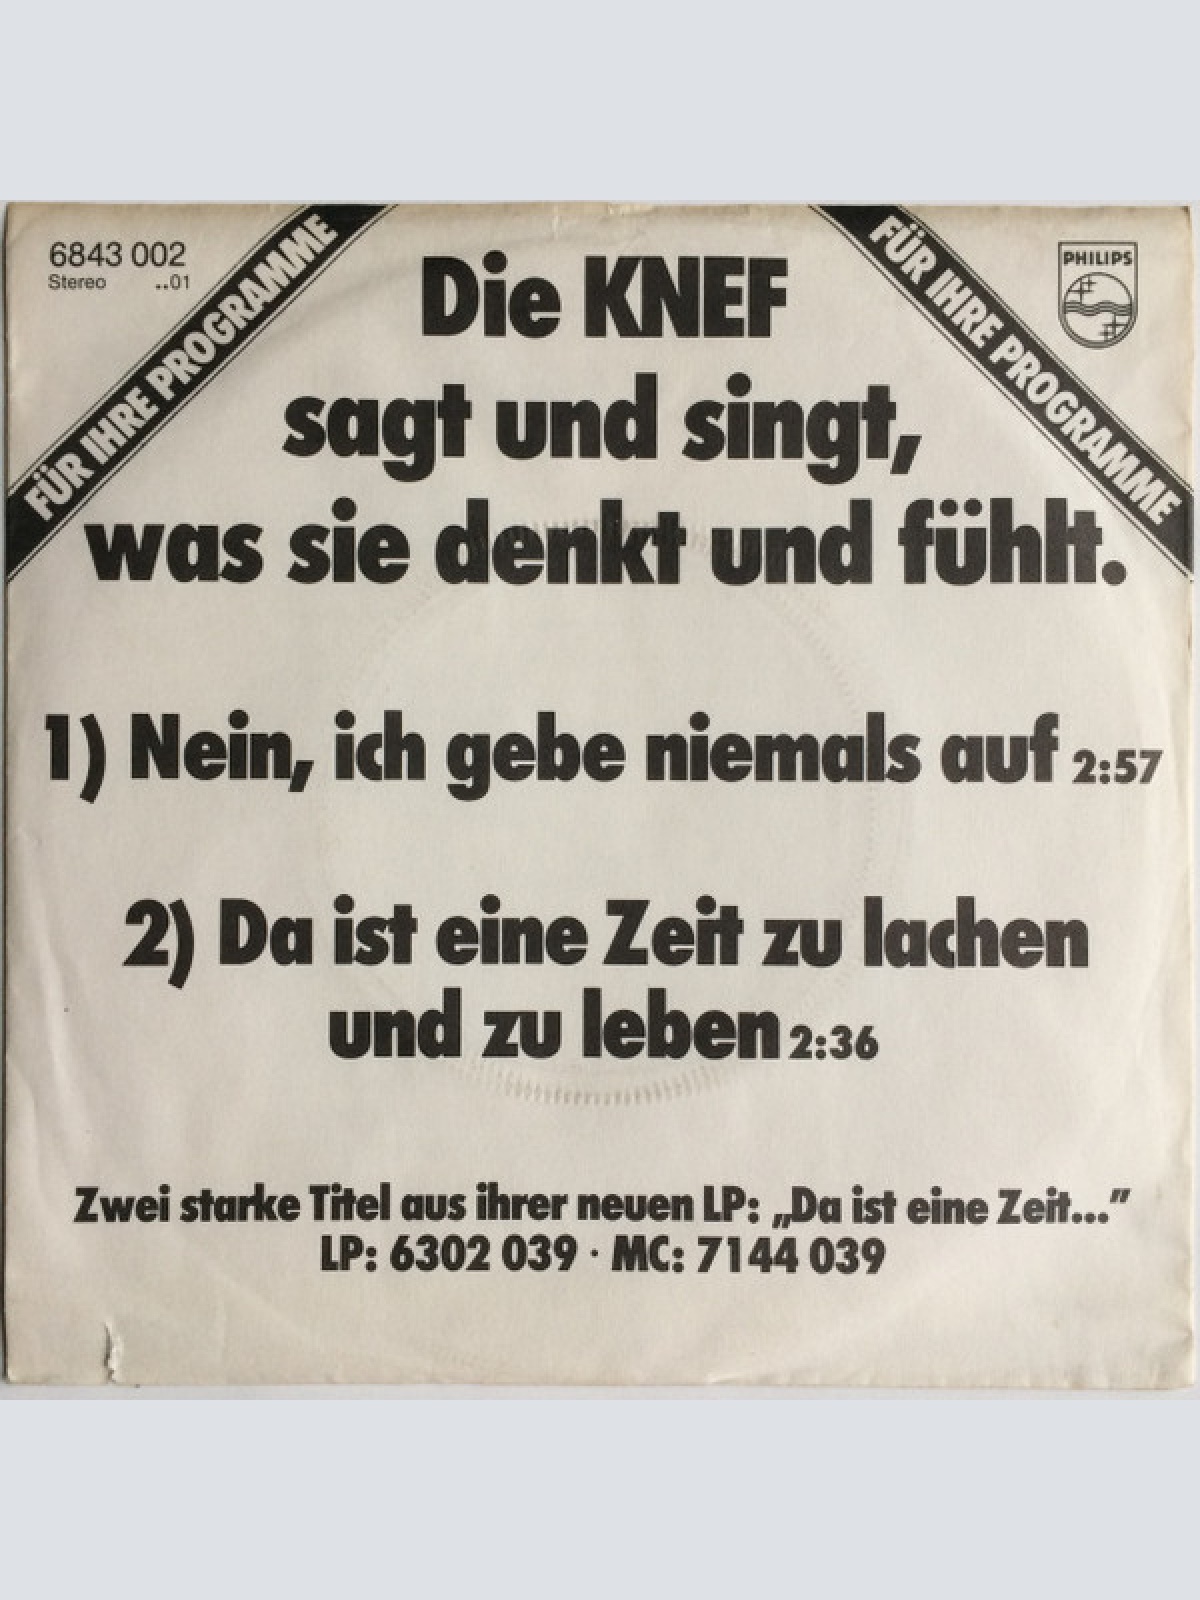 6843 002
Stereo ..01
FÜR IHRE PROGRAMME
FÜR IHRE PROGRAMME
PHILIPS
Die KNEF
sagt und singt,
was sie denkt und fühlt.
1) Nein, ich gebe niemals auf 2:57
2) Da ist eine Zeit zu lachen
und zu leben 2:36
Zwei starke Titel aus ihrer neuen LP: „Da ist eine Zeit..."
LP: 6302 039 · MC: 7144 039